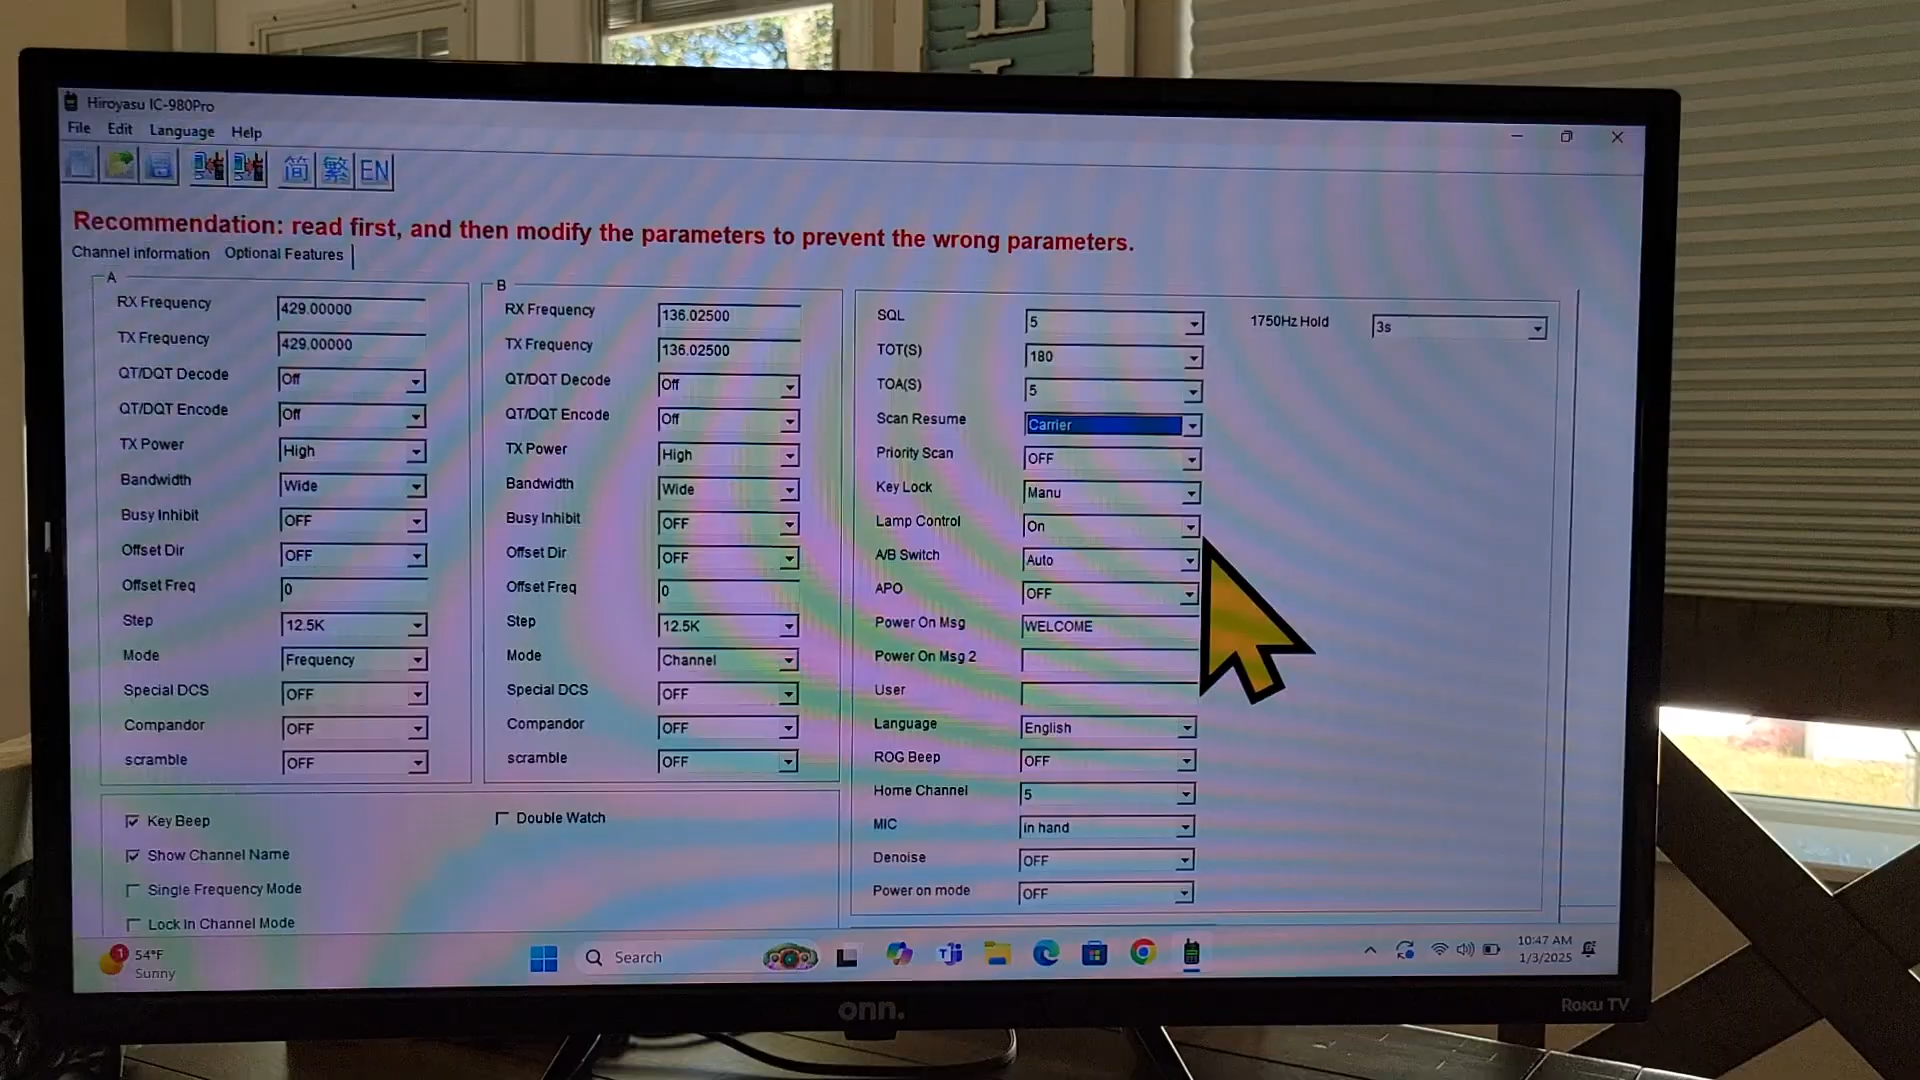 Hiroyasu IC-980Pro
File Edit Language Help
简 繁 EN
Recommendation: read first, and then modify the parameters to prevent the wrong parameters.
Channel information Optional Features
A
RX Frequency 429.00000
TX Frequency 429.00000
QT/DQT Decode Off
QT/DQT Encode Off
TX Power High
Bandwidth Wide
Busy Inhibit OFF
Offset Dir OFF
Offset Freq 0
Step 12.5K
Mode Frequency
Special DCS OFF
Compandor OFF
scramble OFF
B
RX Frequency 136.02500
TX Frequency 136.02500
QT/DQT Decode Off
QT/DQT Encode Off
TX Power High
Bandwidth Wide
Busy Inhibit OFF
Offset Dir OFF
Offset Freq 0
Step 12.5K
Mode Channel
Special DCS OFF
Compandor OFF
scramble OFF
SQL 5
TOT(S) 180
TOA(S) 5
Scan Resume Carrier
Priority Scan OFF
Key Lock Manu
Lamp Control On
A/B Switch Auto
APO OFF
Power On Msg WELCOME
Power On Msg 2
User
Language English
ROG Beep OFF
Home Channel 5
MIC in hand
Denoise OFF
Power on mode OFF
1750Hz Hold 3s
Key Beep
Show Channel Name
Single Frequency Mode
Lock In Channel Mode
Double Watch
1
54°F
Sunny
Search
10:47 AM
1/3/2025
onn.
Roku TV